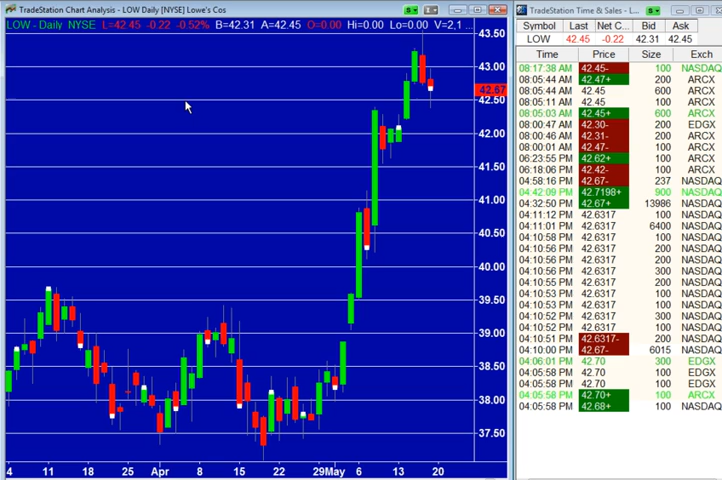 TradeStation Chart Analysis - LOW Daily [NYSE] Lowe's Cos
LOW - Daily NYSE L=42.45 -0.22 -0.52% B=42.31 A=42.45 O=0.00 Hi=0.00 Lo=0.00 V=2,1 ...
43.50
43.00
42.67
42.50
42.00
41.50
41.00
40.50
40.00
39.50
39.00
38.50
38.00
37.50
4 11 18 25 Apr 8 15 22 29 May 6 13 20
TradeStation Time & Sales - L...
Symbol Last Net C... Bid Ask
LOW 42.45 -0.22 42.31 42.45
Time Price Size Exch
08:17:38 AM 42.45- 100 NASDAQ
08:05:44 AM 42.47+ 200 ARCX
08:05:44 AM 42.45 600 ARCX
08:05:11 AM 42.45 100 ARCX
08:05:03 AM 42.45+ 600 ARCX
08:00:47 AM 42.30- 200 EDGX
08:00:46 AM 42.31- 200 ARCX
08:00:01 AM 42.47- 100 ARCX
06:23:55 PM 42.62+ 100 ARCX
06:18:06 PM 42.42- 100 ARCX
04:58:16 PM 42.67- 237 NASDAQ
04:42:09 PM 42.7198+ 900 NASDAQ
04:32:50 PM 42.67+ 13986 NASDAQ
04:11:12 PM 42.6317 100 NASDAQ
04:11:01 PM 42.6317 6400 NASDAQ
04:10:58 PM 42.6317 100 NASDAQ
04:10:56 PM 42.6317 200 NASDAQ
04:10:56 PM 42.6317 200 NASDAQ
04:10:56 PM 42.6317 300 NASDAQ
04:10:55 PM 42.6317 200 NASDAQ
04:10:53 PM 42.6317 100 NASDAQ
04:10:53 PM 42.6317 100 NASDAQ
04:10:52 PM 42.6317 300 NASDAQ
04:10:52 PM 42.6317 100 NASDAQ
04:10:51 PM 42.6317- 200 NASDAQ
04:10:00 PM 42.67- 6015 NASDAQ
04:06:01 PM 42.70 300 EDGX
04:05:58 PM 42.70 100 EDGX
04:05:58 PM 42.70 100 EDGX
04:05:58 PM 42.70+ 100 ARCX
04:05:58 PM 42.68+ 100 NASDAQ